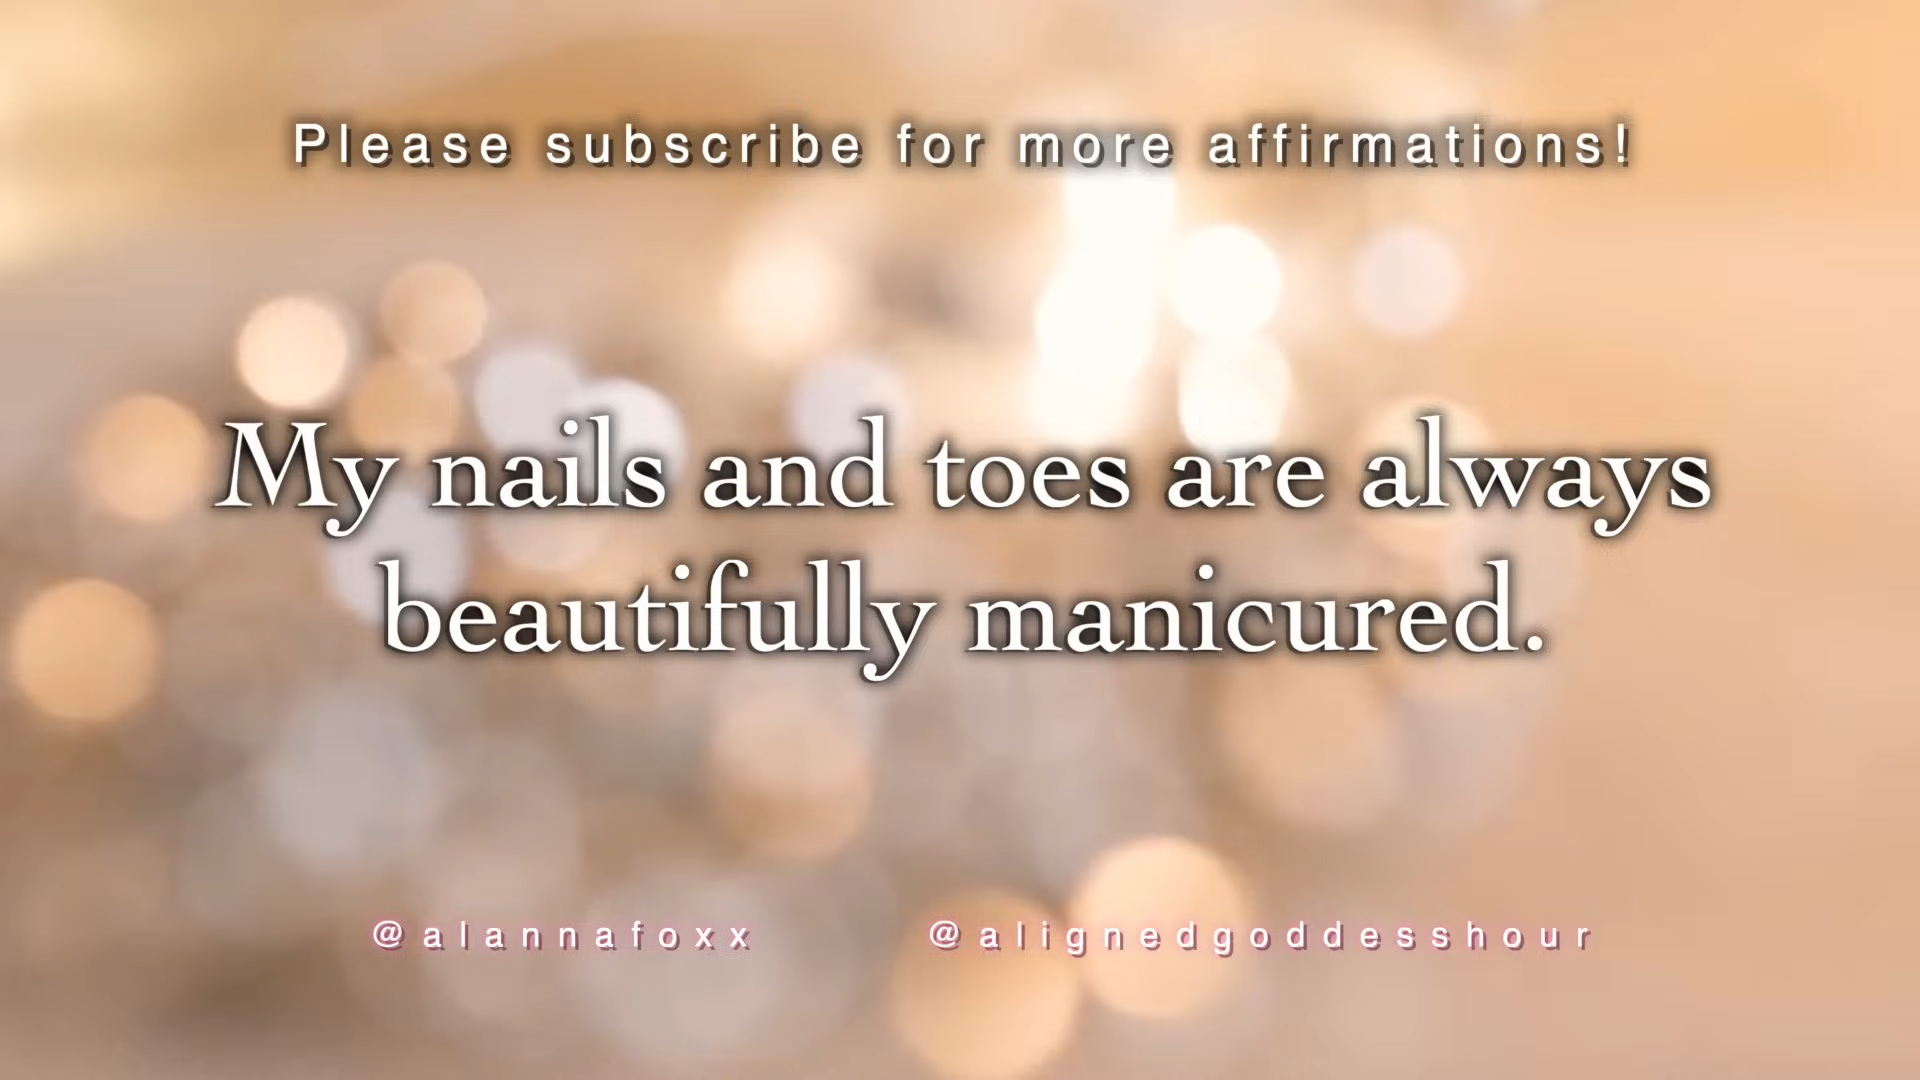 Please subscribe for more affirmations!
My nails and toes are always
beautifully manicured.
@alannafoxx @alignedgoddesshour